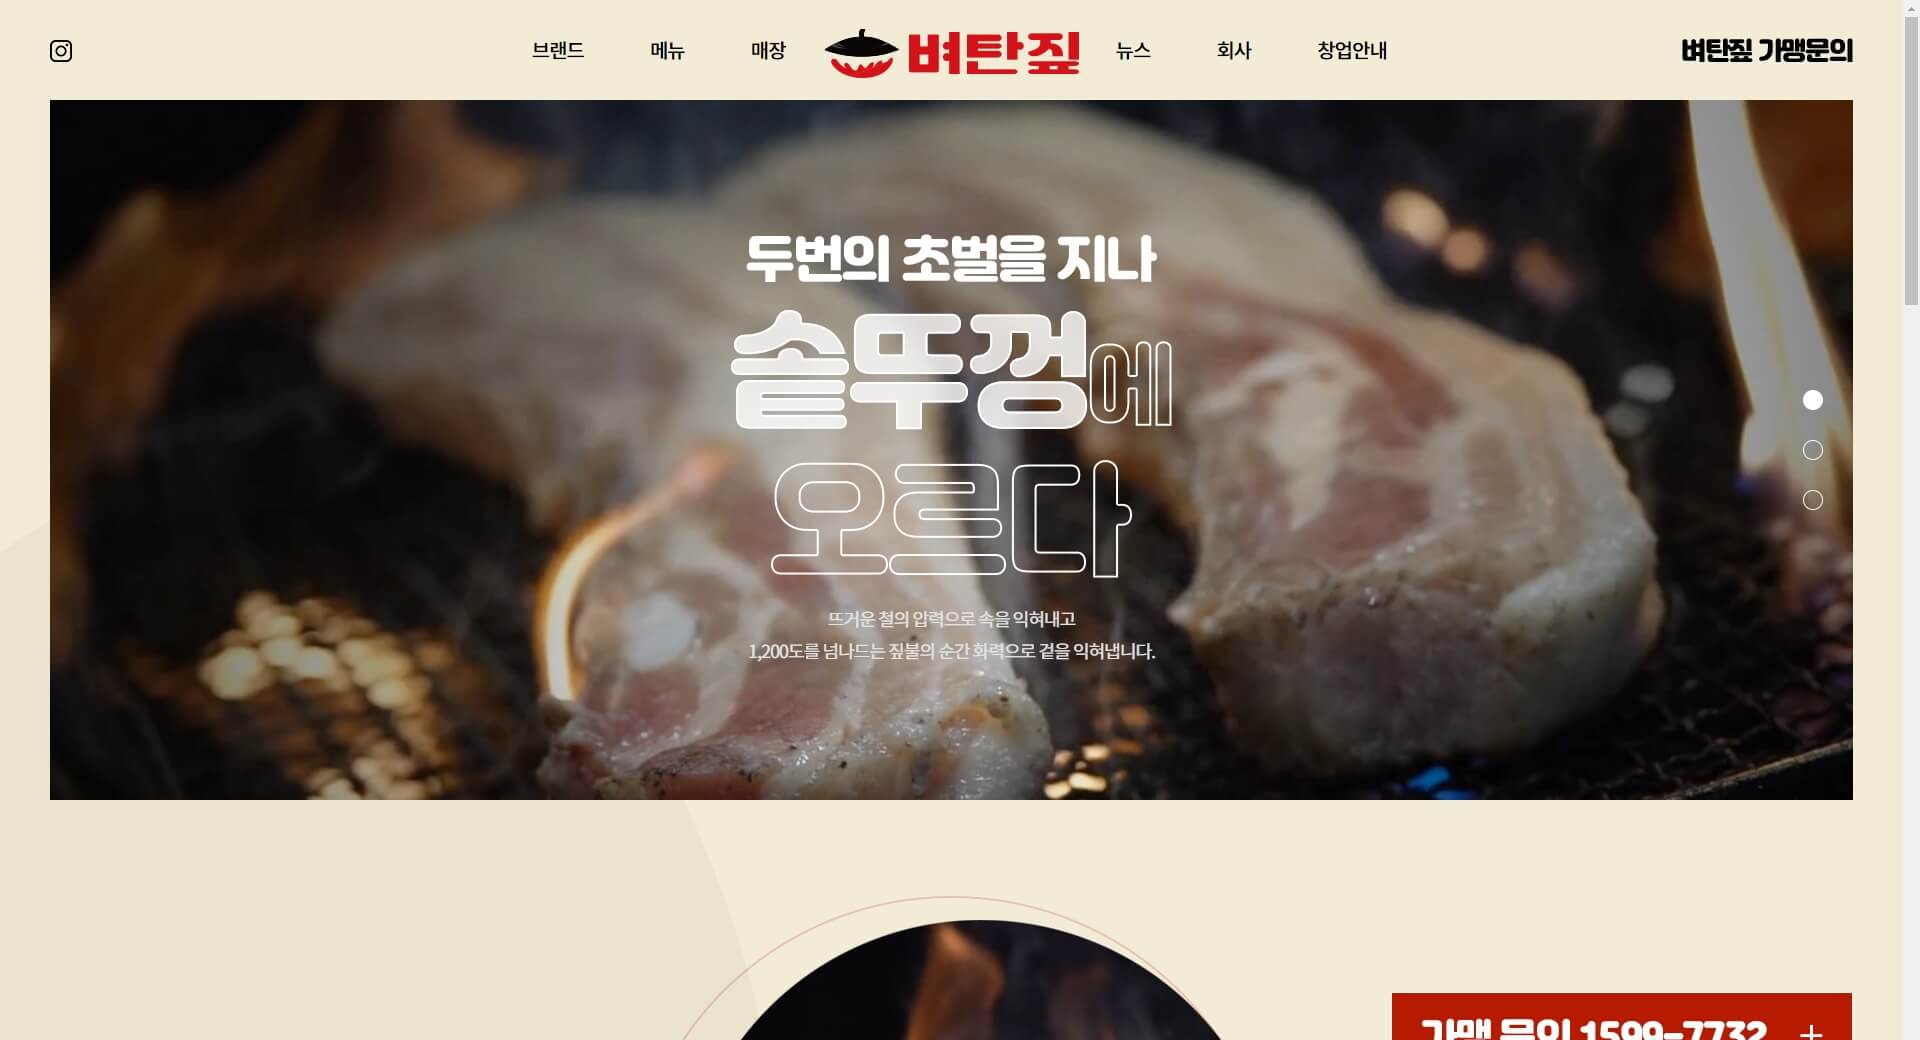 브랜드
메뉴
매장
벼탄짚
뉴스
회사
창업안내
벼탄짚 가맹문의
두번의 초벌을 지나
솥뚜껑에
오르다
뜨거운 철의 압력으로 속을 익혀내고
1,200도를 넘나드는 짚불의 순간 화력으로 겉을 익혀냅니다.
가맹 문의 1599-7732